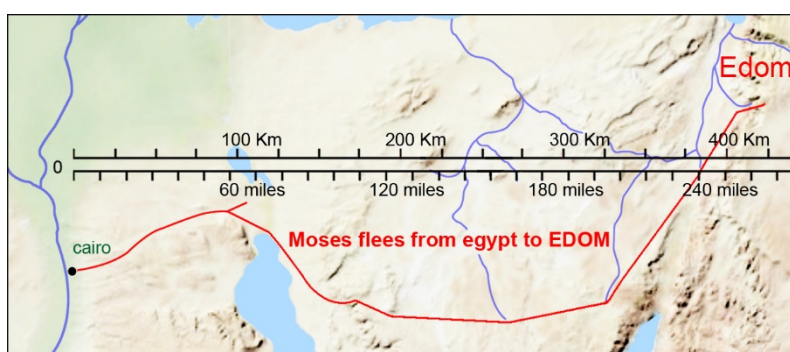 Edom
100 Km 200 Km 300 Km 400 Km
0
60 miles 120 miles 180 miles 240 miles
Moses flees from egypt to EDOM
cairo